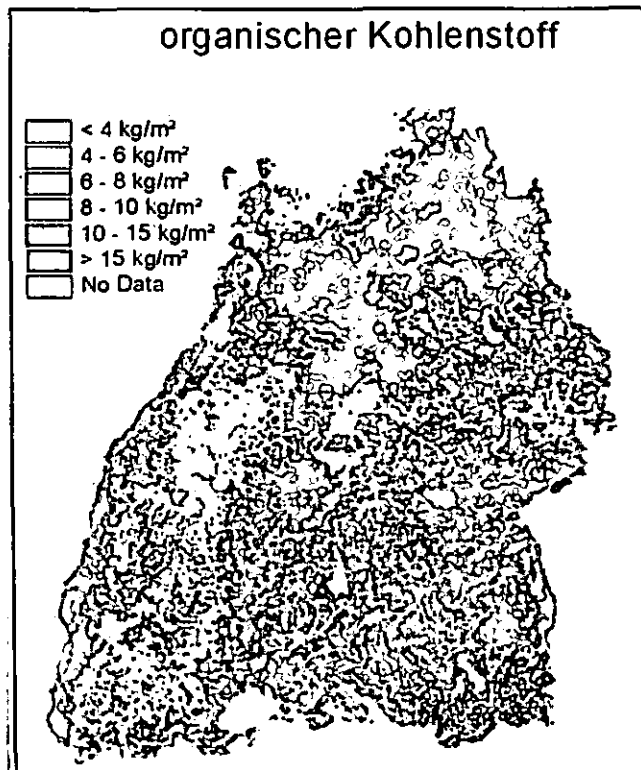 organischer Kohlenstoff
< 4 kg/m²
4 - 6 kg/m²
6 - 8 kg/m²
8 - 10 kg/m²
10 - 15 kg/m²
> 15 kg/m²
No Data